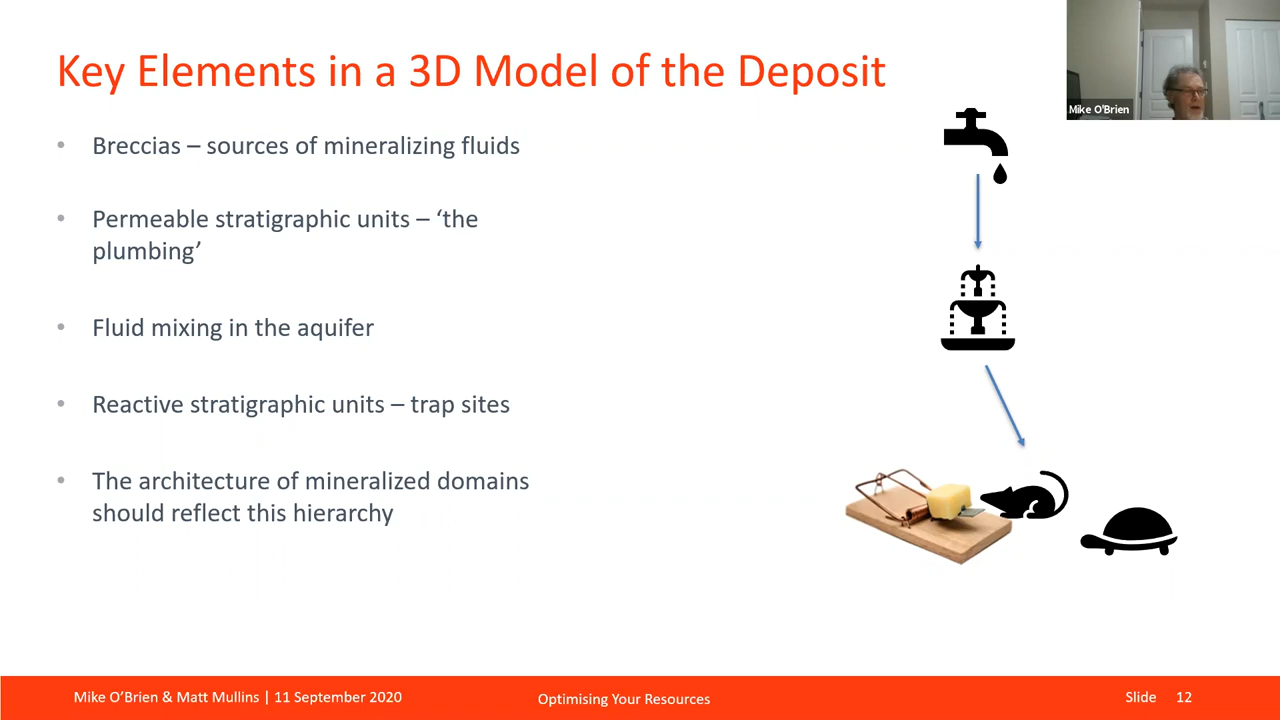 Key Elements in a 3D Model of the Deposit
Mike O'Brien
• Breccias – sources of mineralizing fluids
• Permeable stratigraphic units – ‘the
plumbing’
• Fluid mixing in the aquifer
• Reactive stratigraphic units – trap sites
• The architecture of mineralized domains
should reflect this hierarchy
Mike O’Brien & Matt Mullins | 11 September 2020
Optimising Your Resources
Slide 12